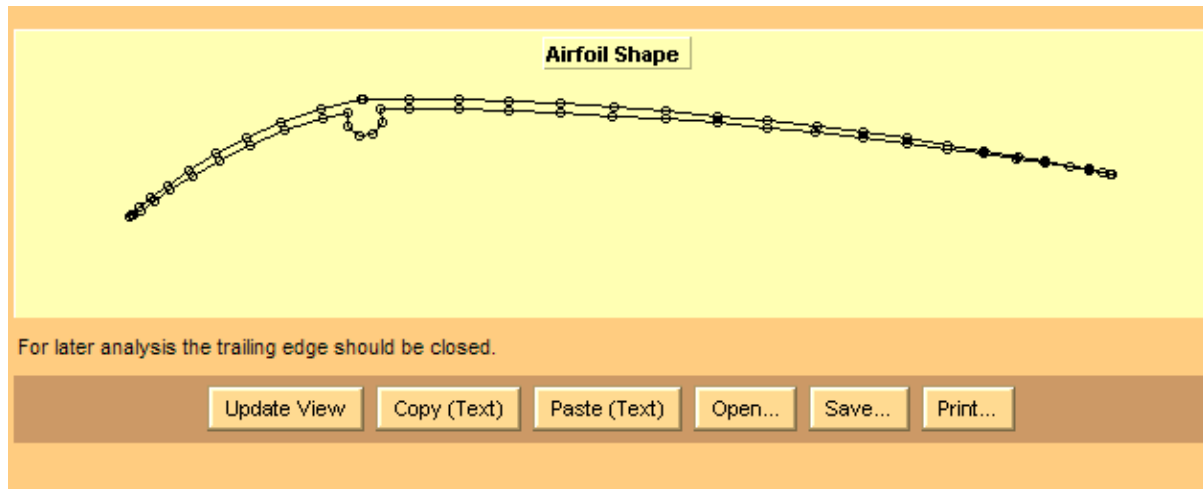 Airfoil Shape
For later analysis the trailing edge should be closed.
Update View
Copy (Text)
Paste (Text)
Open...
Save...
Print...